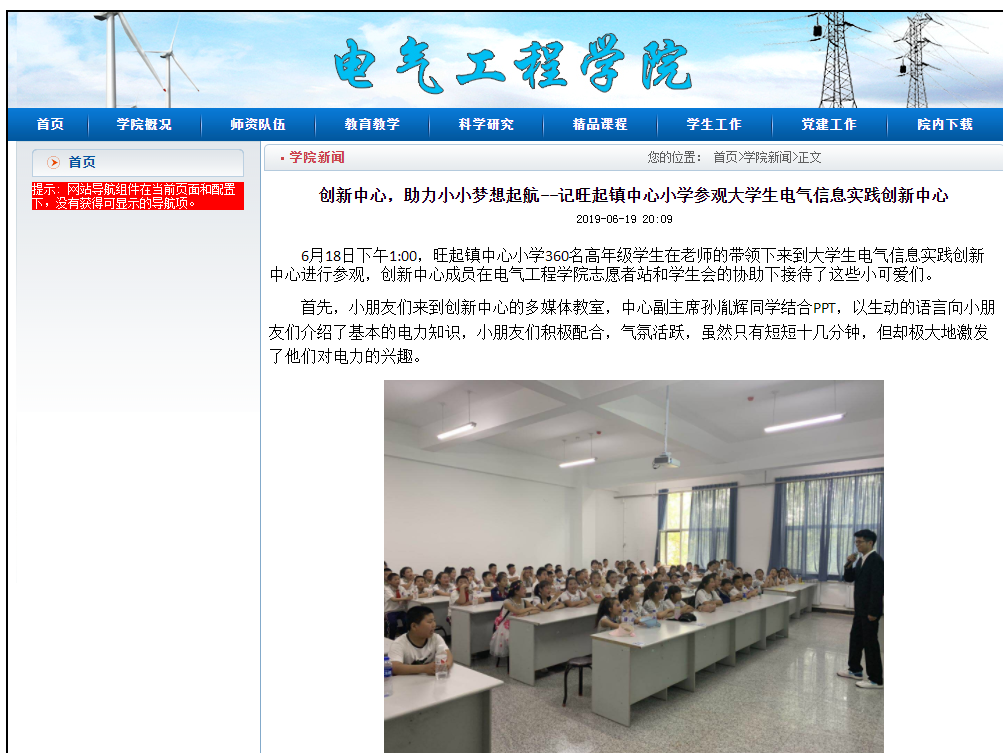 电气工程学院
首页 学院概况 师资队伍 教育教学 科学研究 精品课程 学生工作 党建工作 院内下载
首页
提示：网站导航组件在当前页面和配置
下，没有获得可显示的导航项。
学院新闻
您的位置： 首页>学院新闻>正文
创新中心，助力小小梦想起航--记旺起镇中心小学参观大学生电气信息实践创新中心
2019-06-19 20:09
6月18日下午1:00，旺起镇中心小学360名高年级学生在老师的带领下来到大学生电气信息实践创新
中心进行参观，创新中心成员在电气工程学院志愿者站和学生会的协助下接待了这些小可爱们。
首先，小朋友们来到创新中心的多媒体教室，中心副主席孙胤辉同学结合PPT，以生动的语言向小朋
友们介绍了基本的电力知识，小朋友们积极配合，气氛活跃，虽然只有短短十几分钟，但却极大地激发
了他们对电力的兴趣。